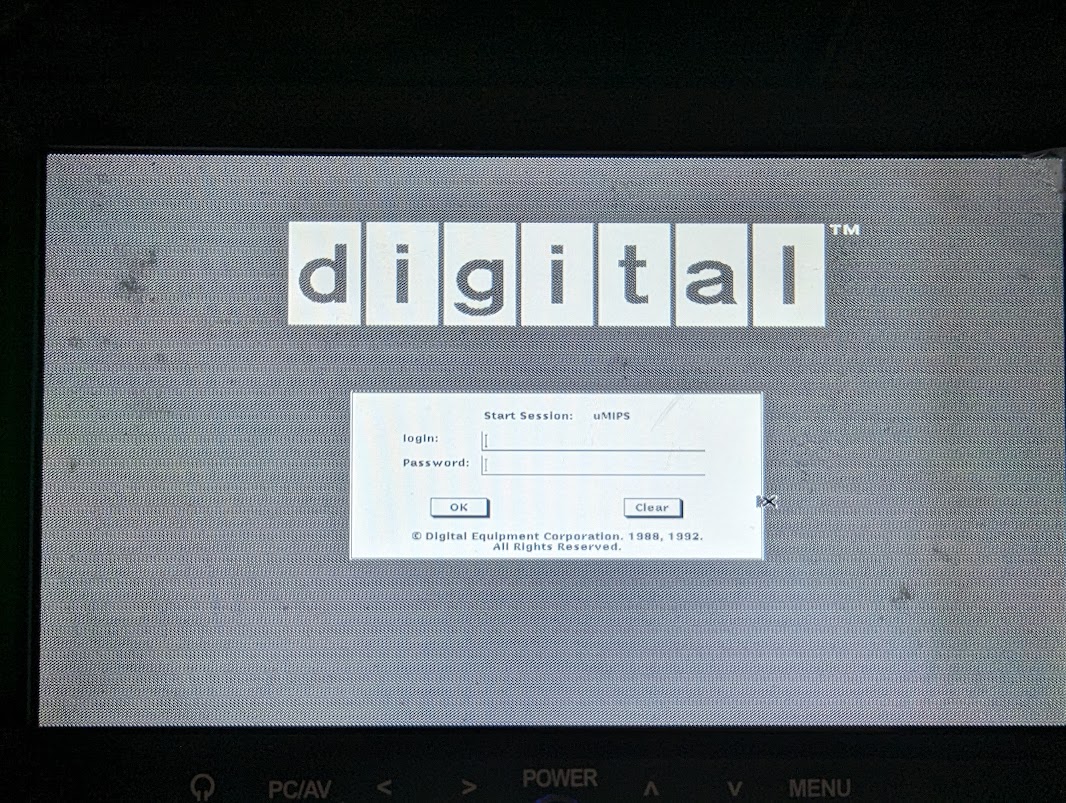 digital™
Start Session: uMIPS
login:
Password:
OK Clear
© Digital Equipment Corporation. 1988, 1992.
All Rights Reserved.
PC/AV < > POWER ∧ ∨ MENU